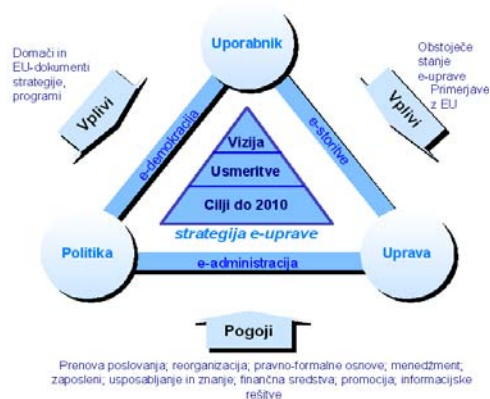 Uporabnik
Domači in
EU-dokumenti
strategije,
programi
Obstoječe
stanje
e-uprave
Primerjave
z EU
Vplivi
Vplivi
e-demokracija
e-storitve
Vizija
Usmeritve
Cilji do 2010
strategija e-uprave
Politika
e-administracija
Uprava
Pogoji
Prenova poslovanja; reorganizacija; pravno-formalne osnove; menedžment;
zaposleni; usposabljanje in znanje; finančna sredstva; promocija; informacijske
rešitve